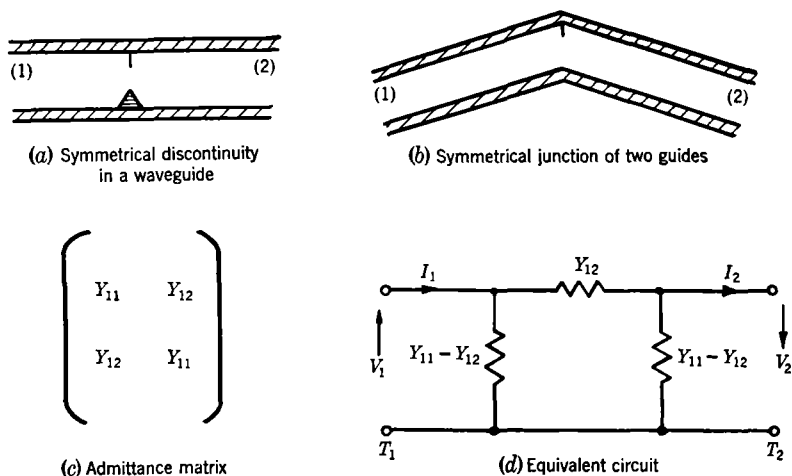 (1) (2)
(a) Symmetrical discontinuity
in a waveguide
(1) (2)
(b) Symmetrical junction of two guides
Y₁₁ Y₁₂
Y₁₂ Y₁₁
(c) Admittance matrix
I₁ Y₁₂ I₂
V₁ Y₁₁ – Y₁₂ Y₁₁ – Y₁₂ V₂
T₁ T₂
(d) Equivalent circuit